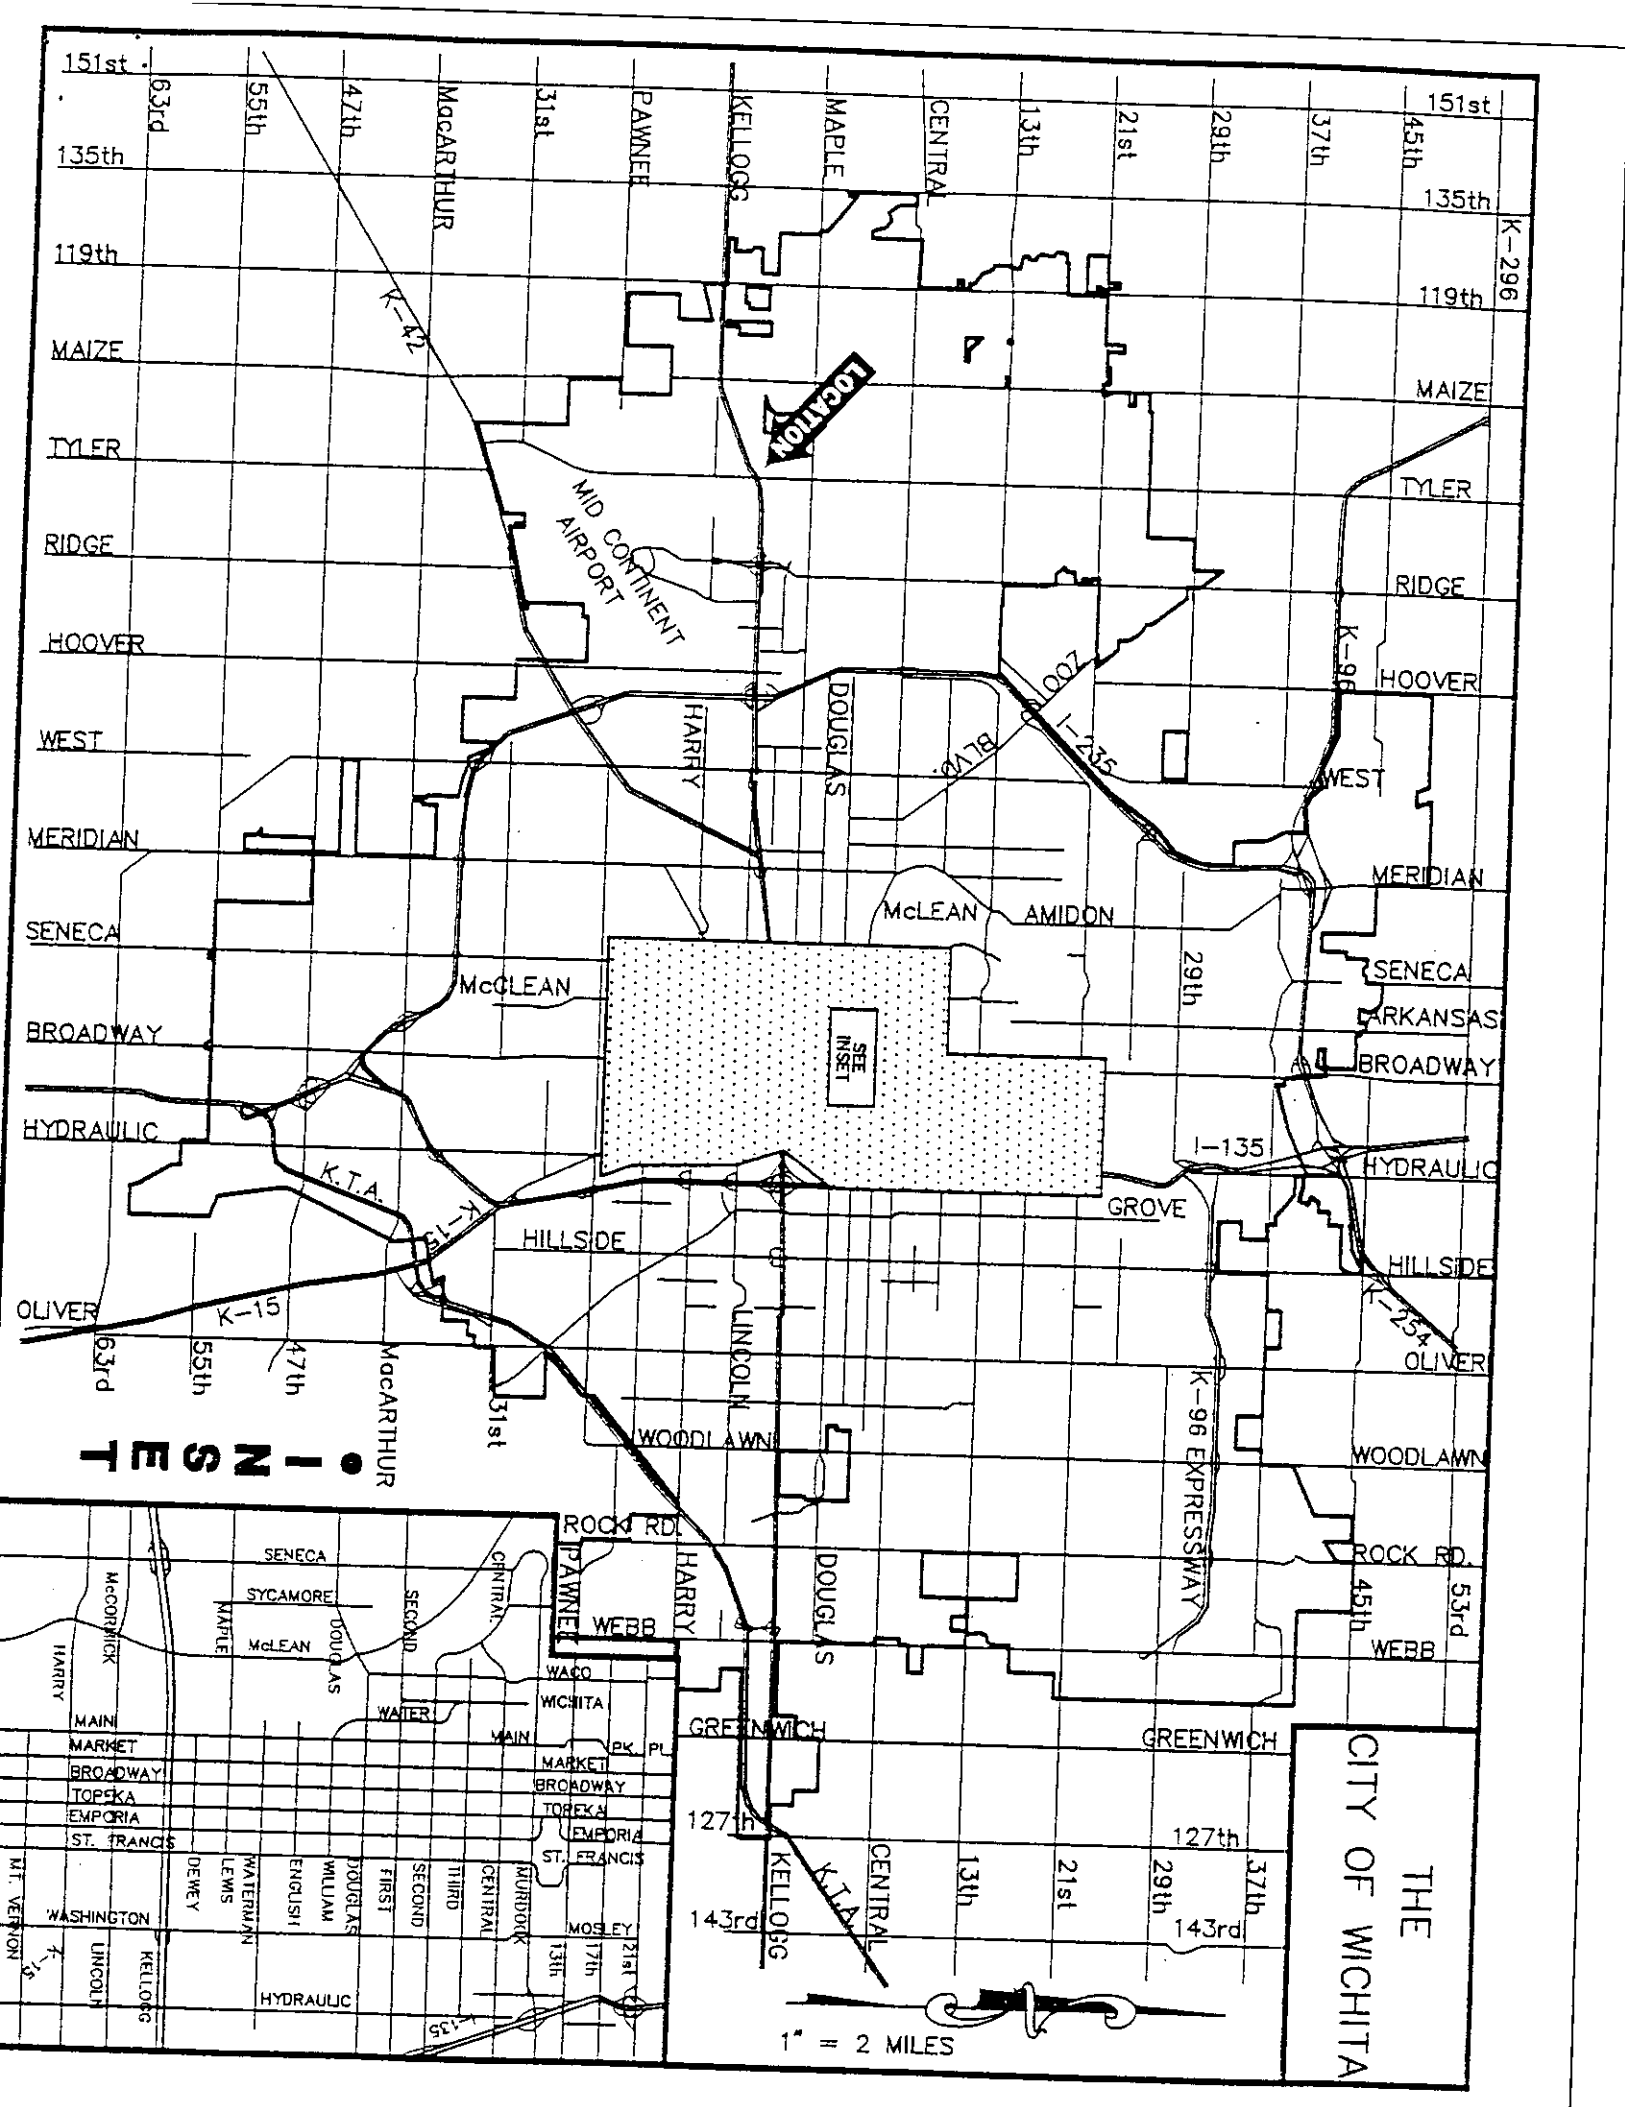 151st
63rd
55th
47th
MacARTHUR
31st
PAWNEE
KELLOGG
MAPLE
CENTRAL
13th
21st
29th
37th
45th
151st
135th
135th
K-296
119th
119th
K-42
MAIZE
MAIZE
LOCATION
TYLER
TYLER
MID CONTINENT
AIRPORT
RIDGE
RIDGE
K-96
HOOVER
HOOVER
ZOO
BLVD.
I-235
HARRY
DOUGLAS
WEST
WEST
MERIDIAN
MERIDIAN
McLEAN
AMIDON
SENECA
SENECA
29th
McCLEAN
ARKANSAS
SEE
INSET
BROADWAY
BROADWAY
HYDRAULIC
I-135
HYDRAULIC
K.T.A.
K-15
GROVE
HILLSIDE
HILLSIDE
K-254
OLIVER
K-15
LINCOLN
OLIVER
63rd
55th
47th
MacARTHUR
31st
K-96 EXPRESSWAY
WOODLAWN
WOODLAWN
INSET
ROCK RD.
ROCK RD.
PAWNEE
HARRY
DOUGLAS
45th
53rd
WEBB
WEBB
GREENWICH
GREENWICH
127th
127th
KELLOGG
K.T.A.
CENTRAL
13th
21st
29th
37th
143rd
143rd
THE
CITY OF WICHITA
1" = 2 MILES
SENECA
CENTRAL
McCORMICK
SYCAMORE
MAPLE
DOUGLAS
SECOND
McLEAN
HARRY
WACO
WICHITA
WATER
MAIN
MAIN
PK. PL.
MARKET
MARKET
BROADWAY
BROADWAY
TOPEKA
TOPEKA
EMPORIA
EMPORIA
ST. FRANCIS
ST. FRANCIS
MT. VERNON
DEWEY
LEWIS
WATERMAN
ENGLISH
WILLIAM
DOUGLAS
FIRST
SECOND
THIRD
CENTRAL
MURDOCK
WASHINGTON
MOSLEY
K-15
LINCOLN
KELLOGG
13th
17th
21st
HYDRAULIC
I-135